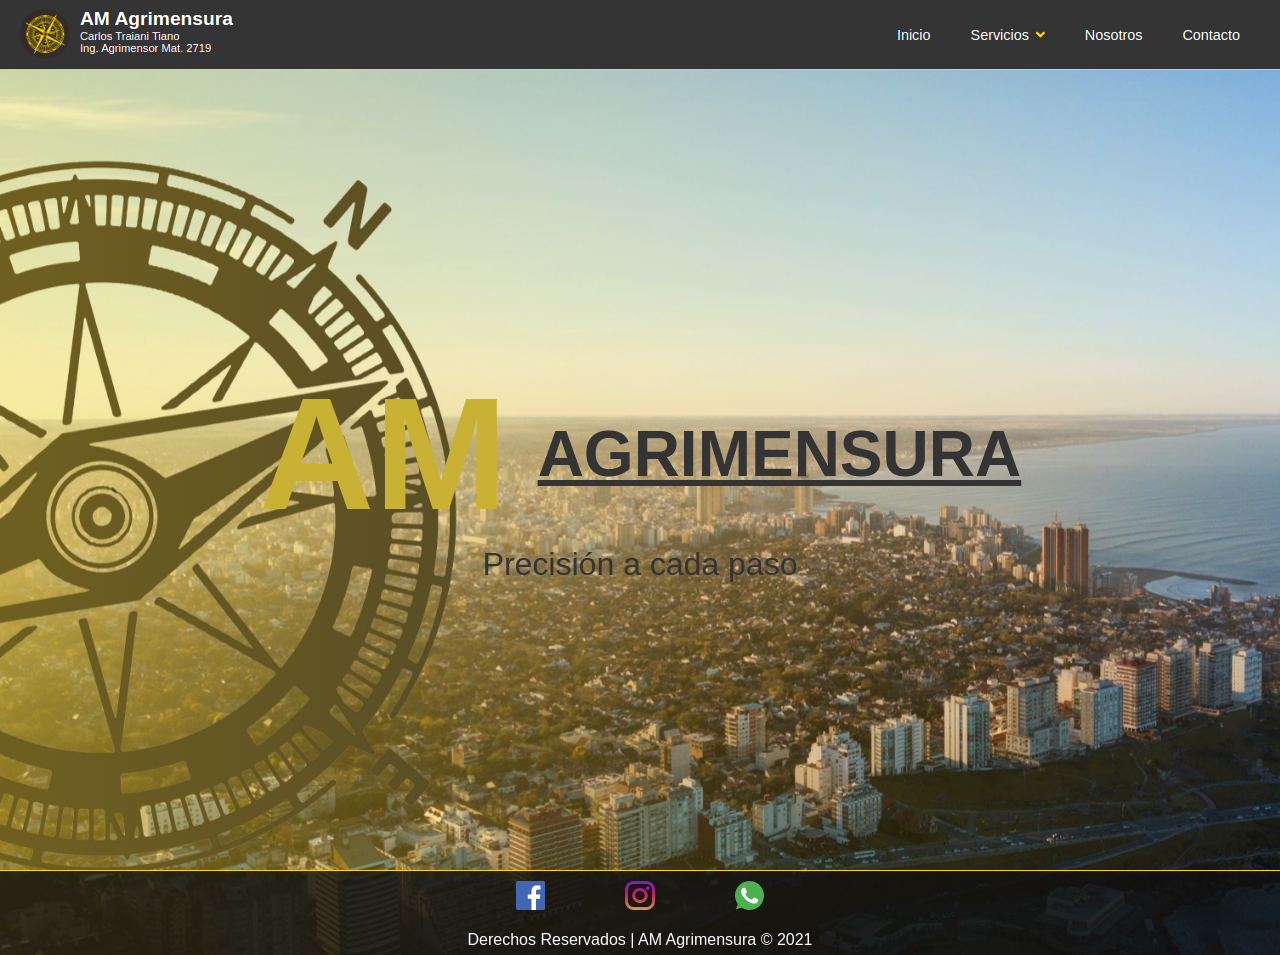 AM Agrimensura
Carlos Traiani Tiano
Ing. Agrimensor Mat. 2719
Inicio
Servicios
Nosotros
Contacto
N
AM AGRIMENSURA
Precisión a cada paso
E
Derechos Reservados | AM Agrimensura © 2021